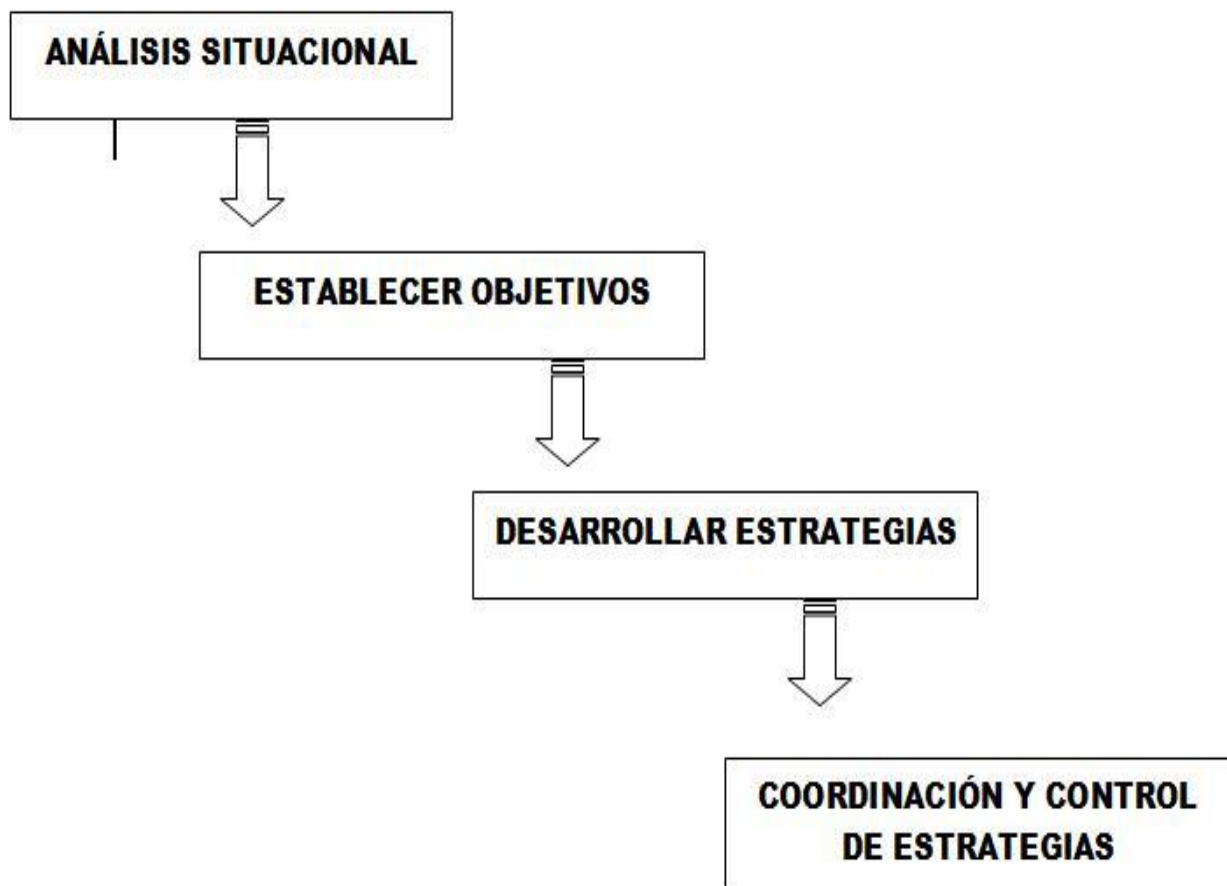 ANÁLISIS SITUACIONAL
ESTABLECER OBJETIVOS
DESARROLLAR ESTRATEGIAS
COORDINACIÓN Y CONTROL
DE ESTRATEGIAS